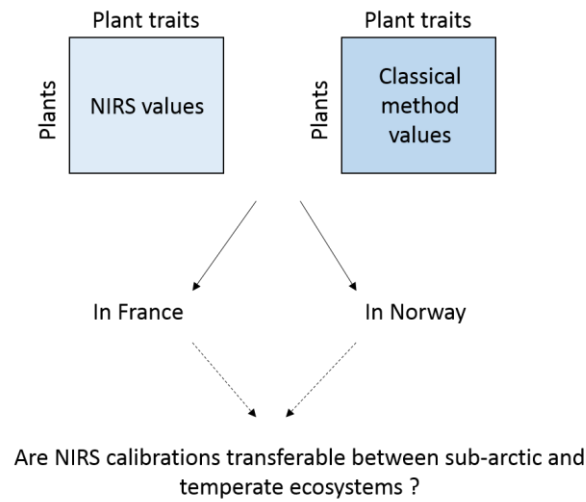 Plant traits
Plant traits
Plants
NIRS values
Plants
Classical
method
values
In France
In Norway
Are NIRS calibrations transferable between sub-arctic and
temperate ecosystems ?